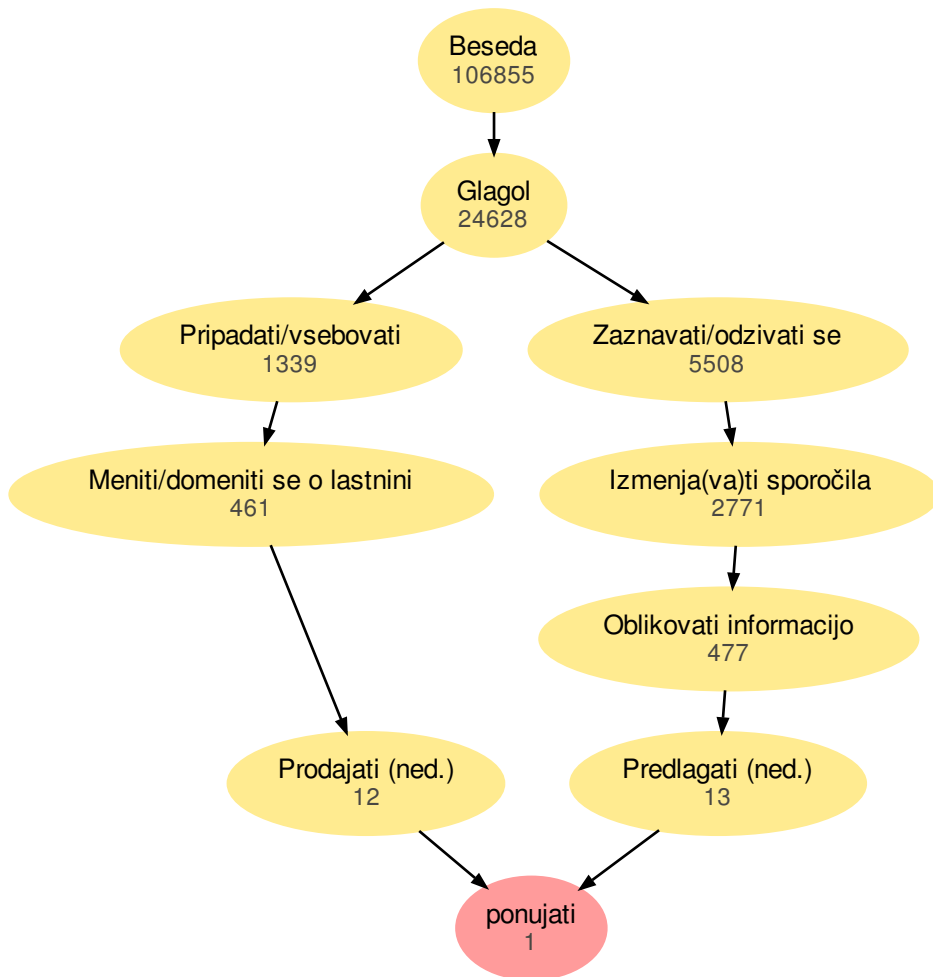 Beseda
106855
Glagol
24628
Pripadati/vsebovati
1339
Zaznavati/odzivati se
5508
Meniti/domeniti se o lastnini
461
Izmenja(va)ti sporočila
2771
Oblikovati informacijo
477
Prodajati (ned.)
12
Predlagati (ned.)
13
ponujati
1